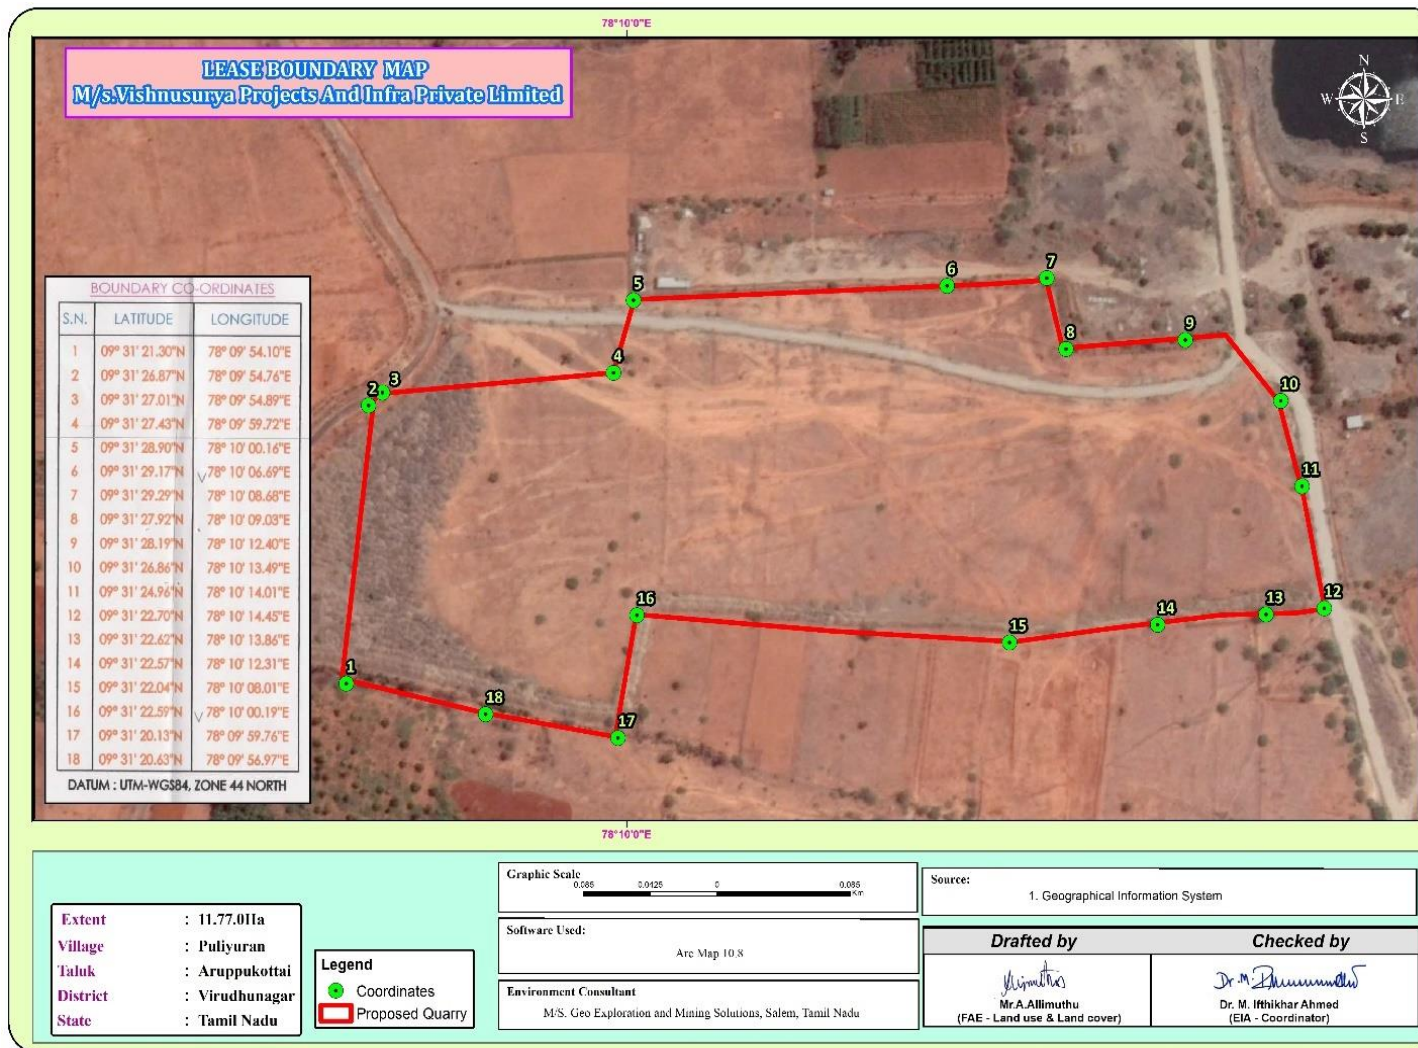 78°10'0"E
LEASE BOUNDARY MAP
M/s.Vishnusurya Projects And Infra Private Limited
N
W E
S
BOUNDARY CO-ORDINATES
S.N. LATITUDE LONGITUDE
1 09° 31' 21.30"N 78° 09' 54.10"E
2 09° 31' 26.87"N 78° 09' 54.76"E
3 09° 31' 27.01"N 78° 09' 54.89"E
4 09° 31' 27.43"N 78° 09' 59.72"E
5 09° 31' 28.90"N 78° 10' 00.16"E
6 09° 31' 29.17"N 78° 10' 06.69"E
7 09° 31' 29.29"N 78° 10' 08.68"E
8 09° 31' 27.92"N 78° 10' 09.03"E
9 09° 31' 28.19"N 78° 10' 12.40"E
10 09° 31' 26.86"N 78° 10' 13.49"E
11 09° 31' 24.96"N 78° 10' 14.01"E
12 09° 31' 22.70"N 78° 10' 14.45"E
13 09° 31' 22.62"N 78° 10' 13.86"E
14 09° 31' 22.57"N 78° 10' 12.31"E
15 09° 31' 22.04"N 78° 10' 08.01"E
16 09° 31' 22.59"N 78° 10' 00.19"E
17 09° 31' 20.13"N 78° 09' 59.76"E
18 09° 31' 20.63"N 78° 09' 56.97"E
DATUM : UTM-WGS84, ZONE 44 NORTH
7
6
5
9
8
4
3
2
10
11
16
12
13
14
15
1
18
17
78°10'0"E
Extent : 11.77.0Ha
Village : Puliyuran
Taluk : Aruppukottai
District : Virudhunagar
State : Tamil Nadu
Legend
Coordinates
Proposed Quarry
Graphic Scale
0.085 0.0425 0 0.085
Km
Software Used:
Arc Map 10.8
Environment Consultant
M/S. Geo Exploration and Mining Solutions, Salem, Tamil Nadu
Source:
1. Geographical Information System
Drafted by Checked by
Mr.A.Allimuthu
(FAE - Land use & Land cover)
Dr. M. Ifthikhar Ahmed
(EIA - Coordinator)